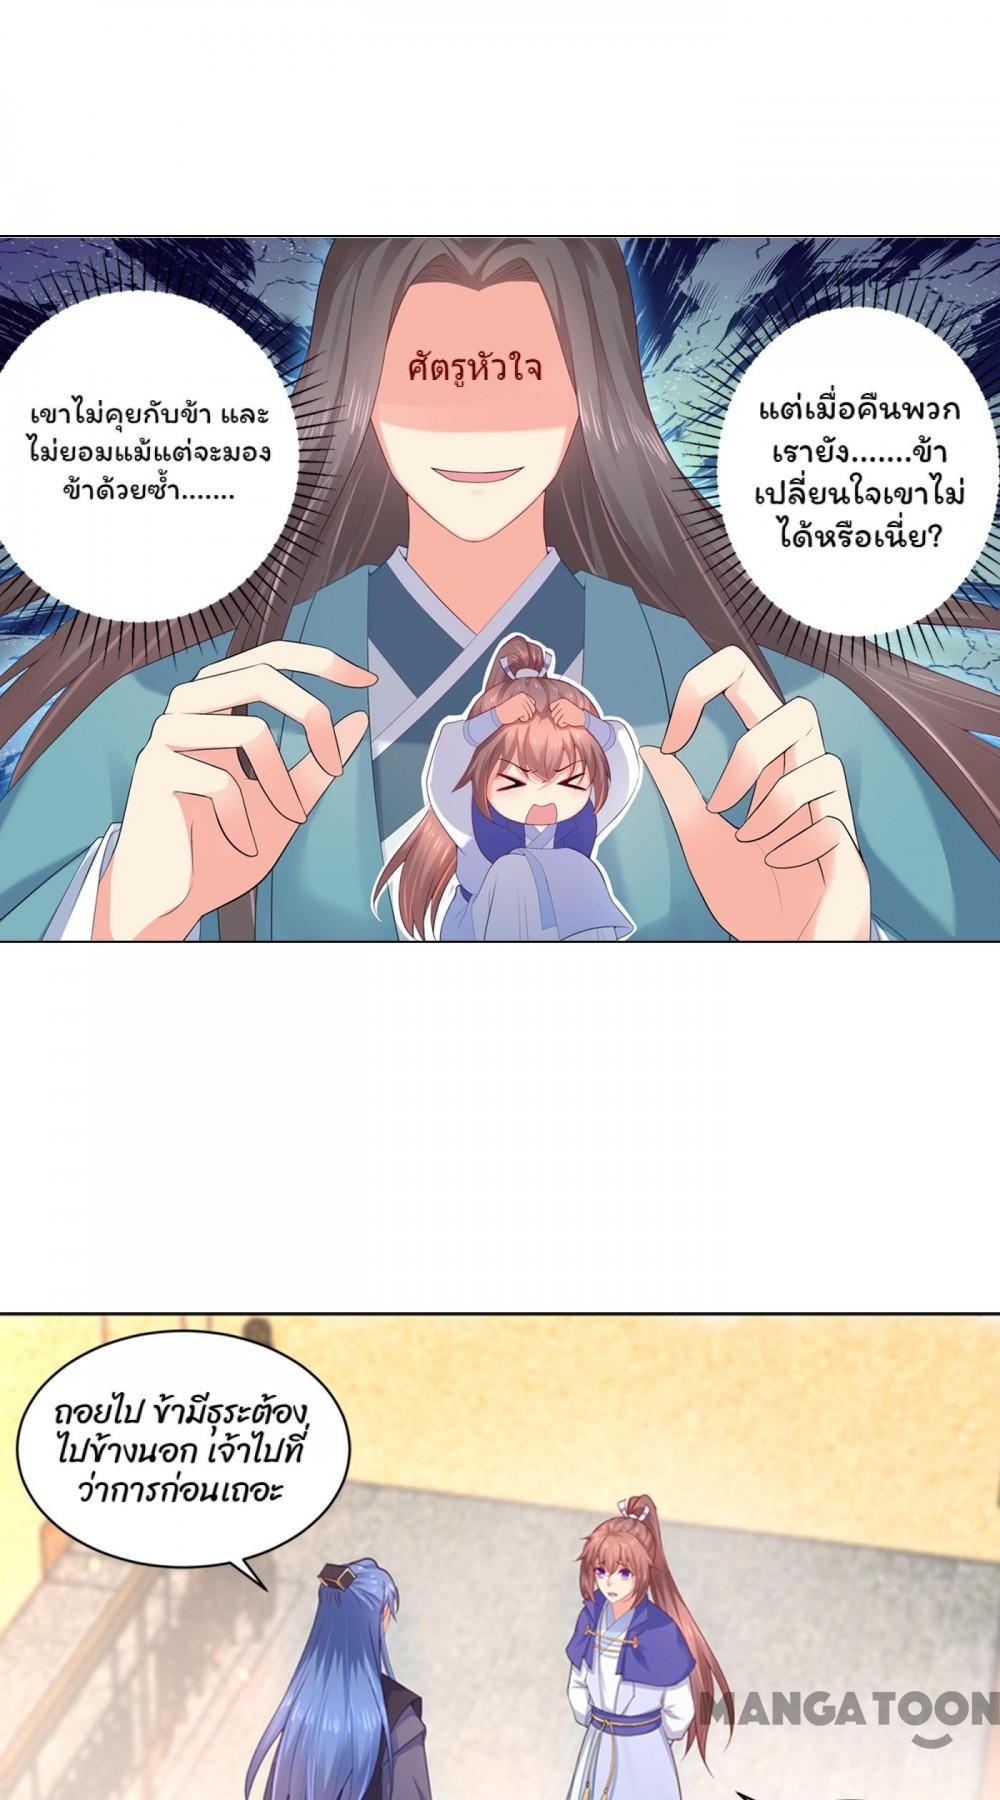 ศัตรูหัวใจ
เขาไม่คุยกับข้า และ
ไม่ยอมแม้แต่จะมอง
ข้าด้วยซ้ำ.......
แต่เมื่อคืนพวก
เรายัง.......ข้า
เปลี่ยนใจเขาไม่
ได้หรือเนี่ย?
ถอยไป ข้ามีธุระต้อง
ไปข้างนอก เจ้าไปที่
ว่าการก่อนเถอะ
MANGATOON